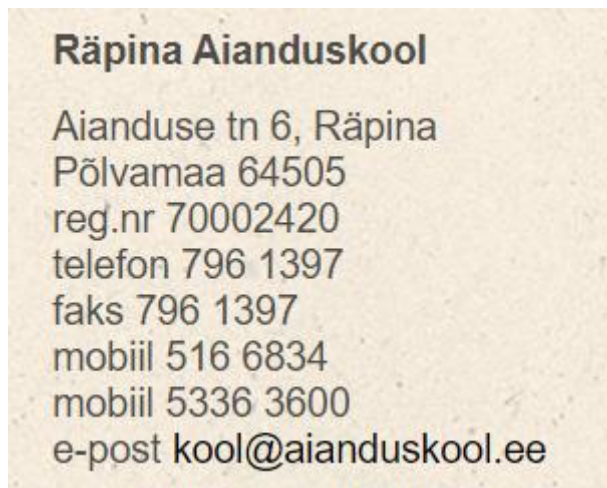 Räpina Aianduskool
Aianduse tn 6, Räpina
Põlvamaa 64505
reg.nr 70002420
telefon 796 1397
faks 796 1397
mobiil 516 6834
mobiil 5336 3600
e-post kool@aianduskool.ee